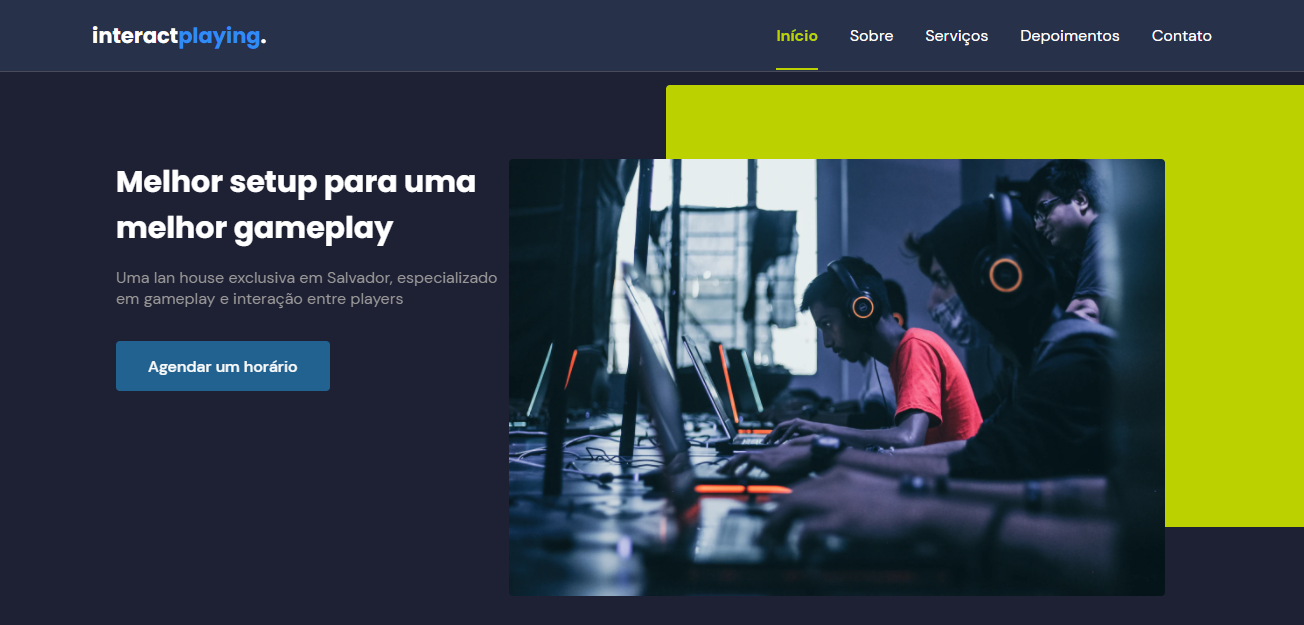 interactplaying.
Início Sobre Serviços Depoimentos Contato
Melhor setup para uma
melhor gameplay
Uma lan house exclusiva em Salvador, especializado
em gameplay e interação entre players
Agendar um horário